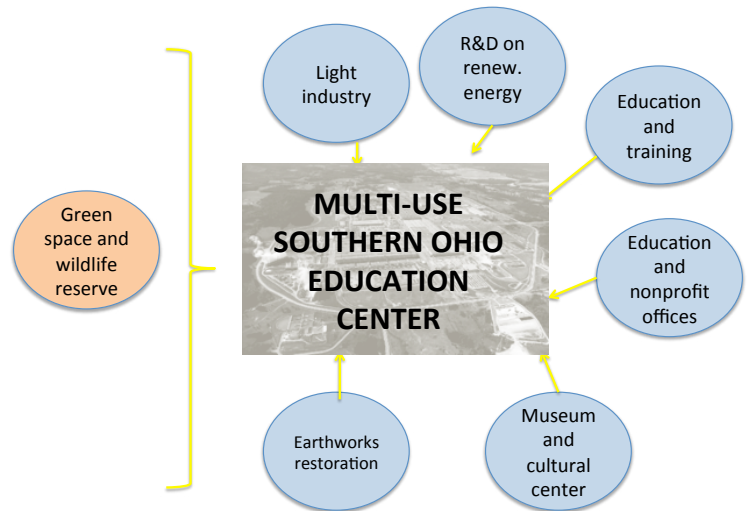 Light
industry
R&D on
renew.
energy
Education
and
training
Green
space and
wildlife
reserve
MULTI-USE
SOUTHERN OHIO
EDUCATION
CENTER
Education
and
nonprofit
offices
Earthworks
restoration
Museum
and
cultural
center